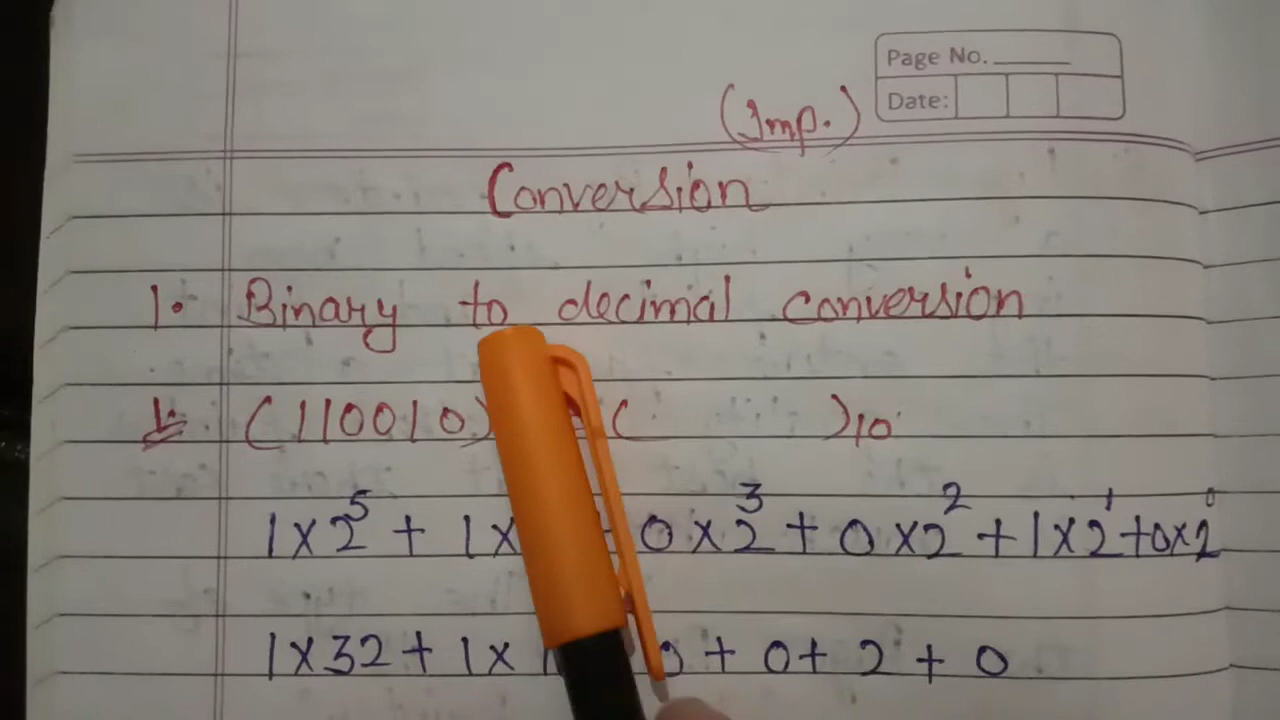 Page No.
Date:
(Imp.)
Conversion
1. Binary to decimal conversion
1. (110010) ( )10
1x2^5 + 1x 0x2^3 + 0x2^2 + 1x2^1+0x2^0
1x32+ 1x 0+ 2 + 0